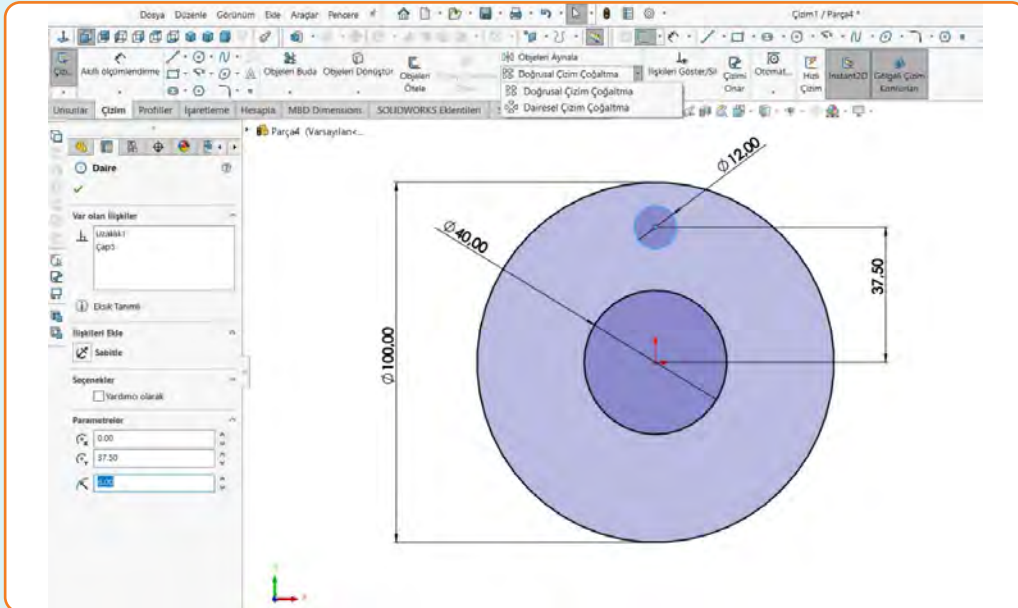 Dosya Düzenle Görünüm Ekle Araçlar Pencere
Çizim1 / Parça4 *
Çiz... Akıllı ölçümlendirme Objeleri Buda Objeleri Dönüştür Objeleri Ötele
Objeleri Aynala
Doğrusal Çizim Çoğaltma
Doğrusal Çizim Çoğaltma
Dairesel Çizim Çoğaltma
İlişkileri Göster/Sil Çizimi Onar Otomat... Hızlı Çizim Instant2D Gölgeli Çizim Konturları
Unsurlar Çizim Profiller İşaretleme Hesapla MBD Dimensions SOLIDWORKS Eklentileri
Parça4 (Varsayılan<...
Daire
Var olan İlişkiler
Uzaklık1
Çap3
Eksik Tanımlı
İlişkileri Ekle
Sabitle
Seçenekler
Yardımcı olarak
Parametreler
0.00
37.50
6.00
Ø12,00
Ø40,00
37,50
Ø100,00